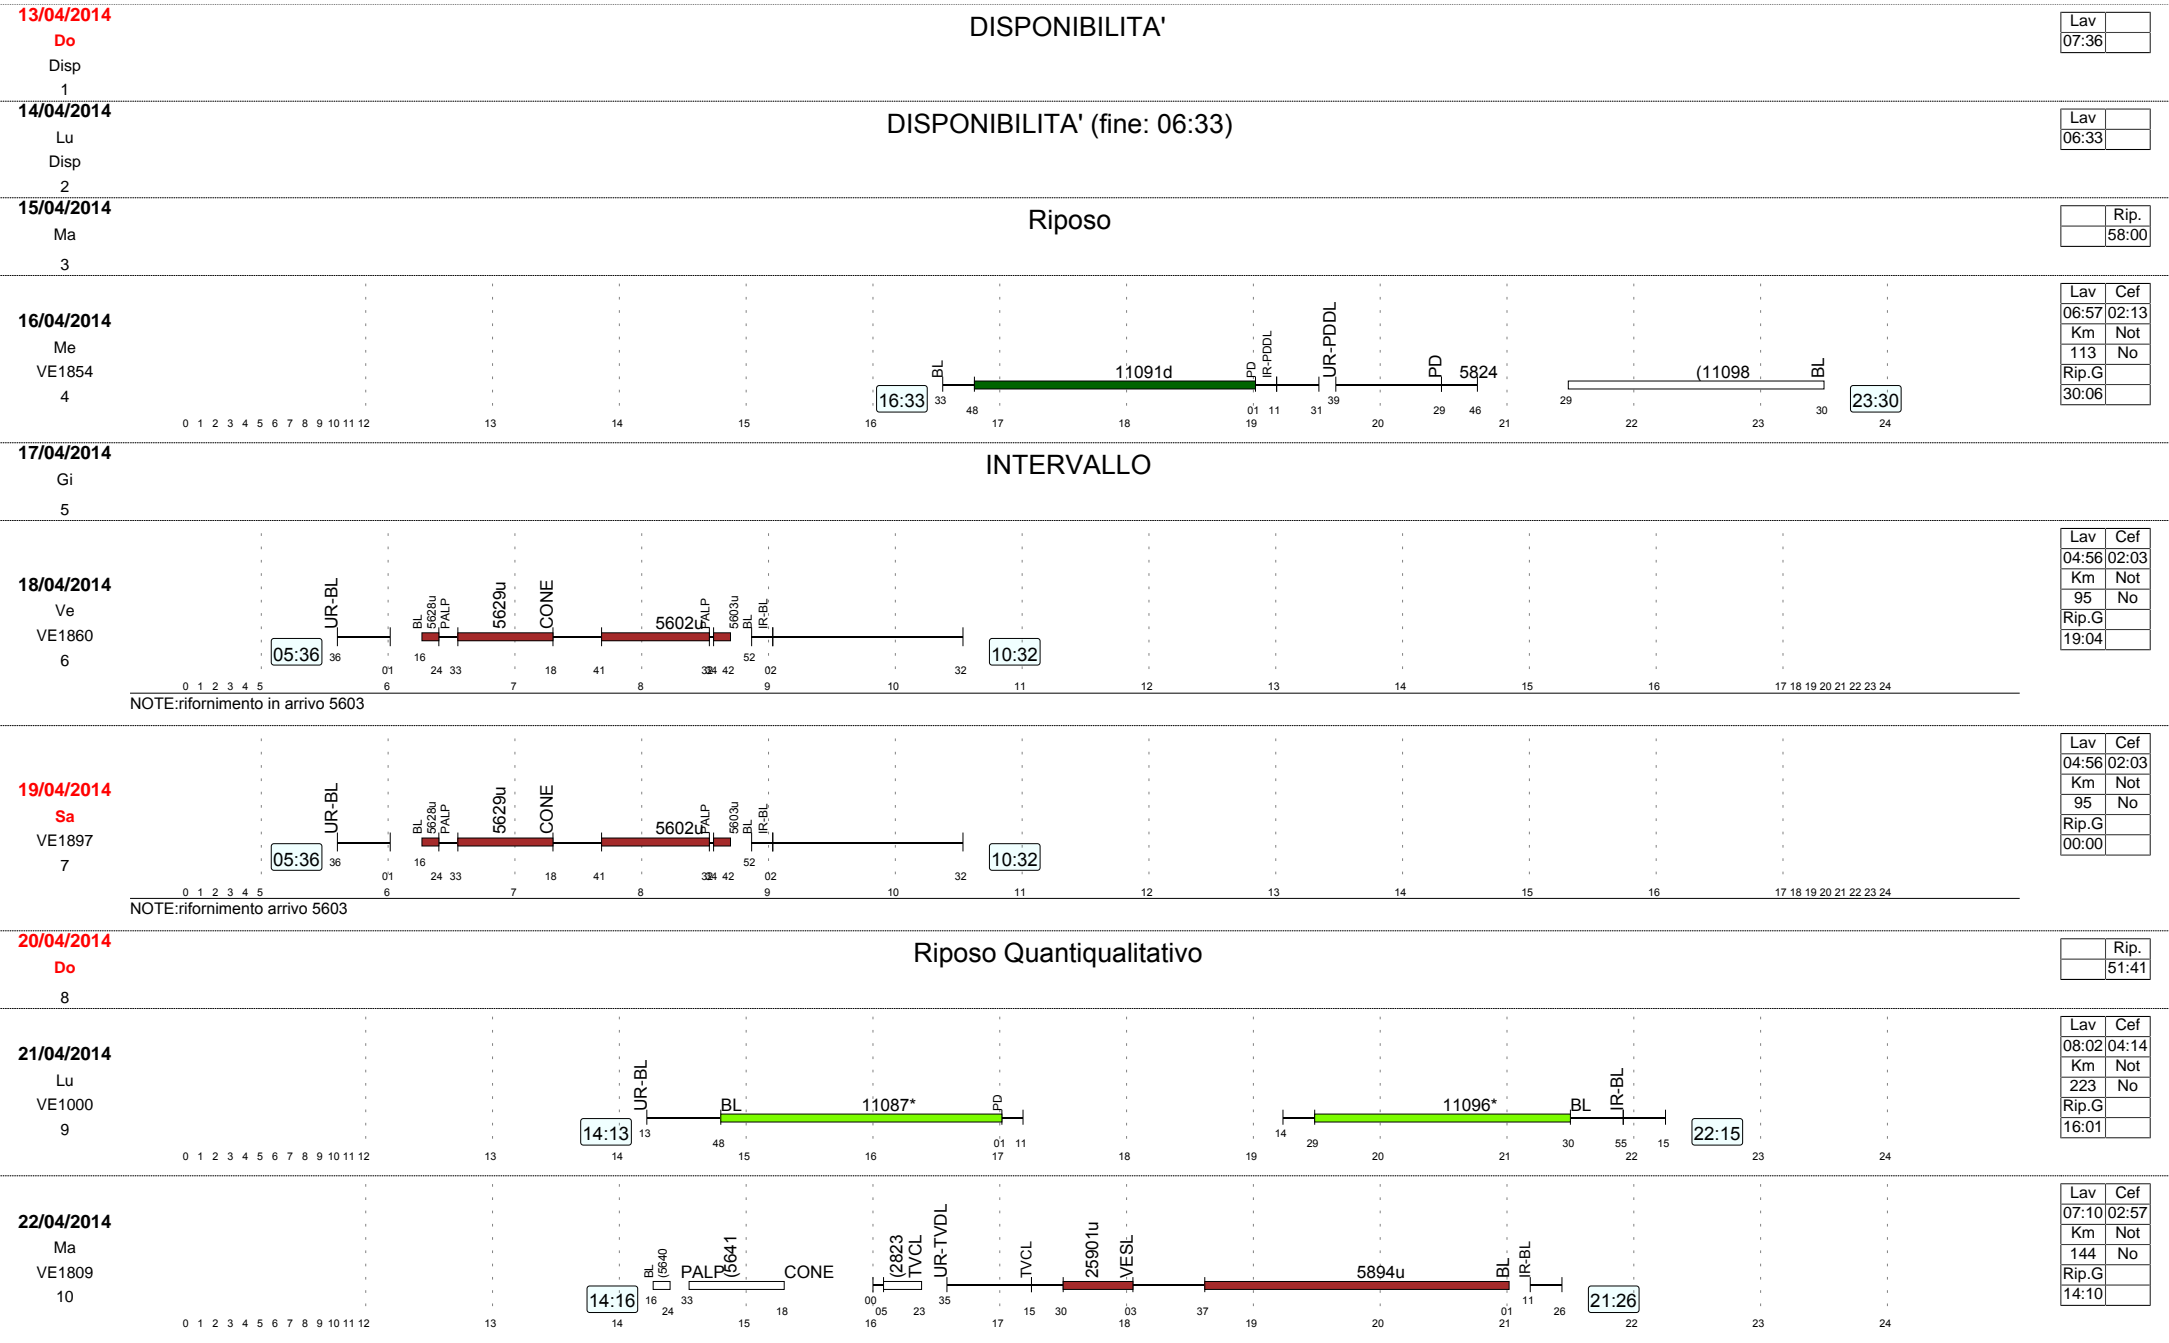 13/04/2014
Do
Disp
1
DISPONIBILITA'
Lav
07:36
14/04/2014
Lu
Disp
2
DISPONIBILITA' (fine: 06:33)
Lav
06:33
15/04/2014
Ma
3
Riposo
Rip.
58:00
16/04/2014
Me
VE1854
4
16:33
BL 11091d PD IR-PDDL UR-PDDL PD 5824 (11098 BL
33 48 01 11 31 39 29 46 29 30
23:30
0 1 2 3 4 5 6 7 8 9 10 11 12 13 14 15 16 17 18 19 20 21 22 23 24
Lav Cef
06:57 02:13
Km Not
113 No
Rip.G
30:06
17/04/2014
Gi
5
INTERVALLO
18/04/2014
Ve
VE1860
6
05:36
UR-BL BL 5628u PALP 5629u CONE 5602u PALP 5603u BL IR-BL
36 01 16 24 33 18 41 42 52 02 32
10:32
0 1 2 3 4 5 6 7 8 9 10 11 12 13 14 15 16 17 18 19 20 21 22 23 24
NOTE:rifornimento in arrivo 5603
Lav Cef
04:56 02:03
Km Not
95 No
Rip.G
19:04
19/04/2014
Sa
VE1897
7
05:36
UR-BL BL 5628u PALP 5629u CONE 5602u PALP 5603u BL IR-BL
36 01 16 24 33 18 41 42 52 02 32
10:32
0 1 2 3 4 5 6 7 8 9 10 11 12 13 14 15 16 17 18 19 20 21 22 23 24
NOTE:rifornimento arrivo 5603
Lav Cef
04:56 02:03
Km Not
95 No
Rip.G
00:00
20/04/2014
Do
8
Riposo Quantiqualitativo
Rip.
51:41
21/04/2014
Lu
VE1000
9
14:13
UR-BL BL 11087* PD 11096* BL IR-BL
13 48 01 11 14 29 30 55 15
22:15
0 1 2 3 4 5 6 7 8 9 10 11 12 13 14 15 16 17 18 19 20 21 22 23 24
Lav Cef
08:02 04:14
Km Not
223 No
Rip.G
16:01
22/04/2014
Ma
VE1809
10
14:16
BL (5640 PALP (5641 CONE (2823 TVCL UR-TVDL TVCL 25901u VESL 5894u BL IR-BL
16 24 33 18 00 05 23 35 15 30 03 37 01 11 26
21:26
0 1 2 3 4 5 6 7 8 9 10 11 12 13 14 15 16 17 18 19 20 21 22 23 24
Lav Cef
07:10 02:57
Km Not
144 No
Rip.G
14:10